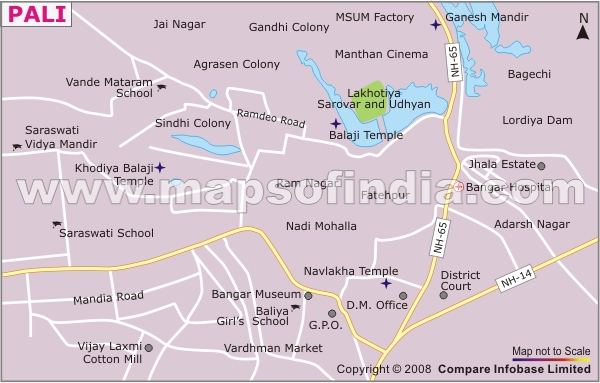 PALI
Jai Nagar
Gandhi Colony
MSUM Factory
Ganesh Mandir
N
Manthan Cinema
NH-65
Agrasen Colony
Bagechi
Vande Mataram
School
Lakhotiya
Sarovar and Udhyan
Ramdeo Road
Lordiya Dam
Sindhi Colony
Balaji Temple
Saraswati
Vidya Mandir
Khodiya Balaji
Temple
Jhala Estate
www.mapsofindia.com
Ram Nagar
Fatehpur
Bangar Hospital
Saraswati School
Nadi Mohalla
NH-65
Adarsh Nagar
Navlakha Temple
District
Court
NH-14
Mandia Road
Bangar Museum
D.M. Office
Baliya
Girl's School
G.P.O.
Vijay Laxmi
Cotton Mill
Vardhman Market
Map not to Scale
Copyright © 2008 Compare Infobase Limited